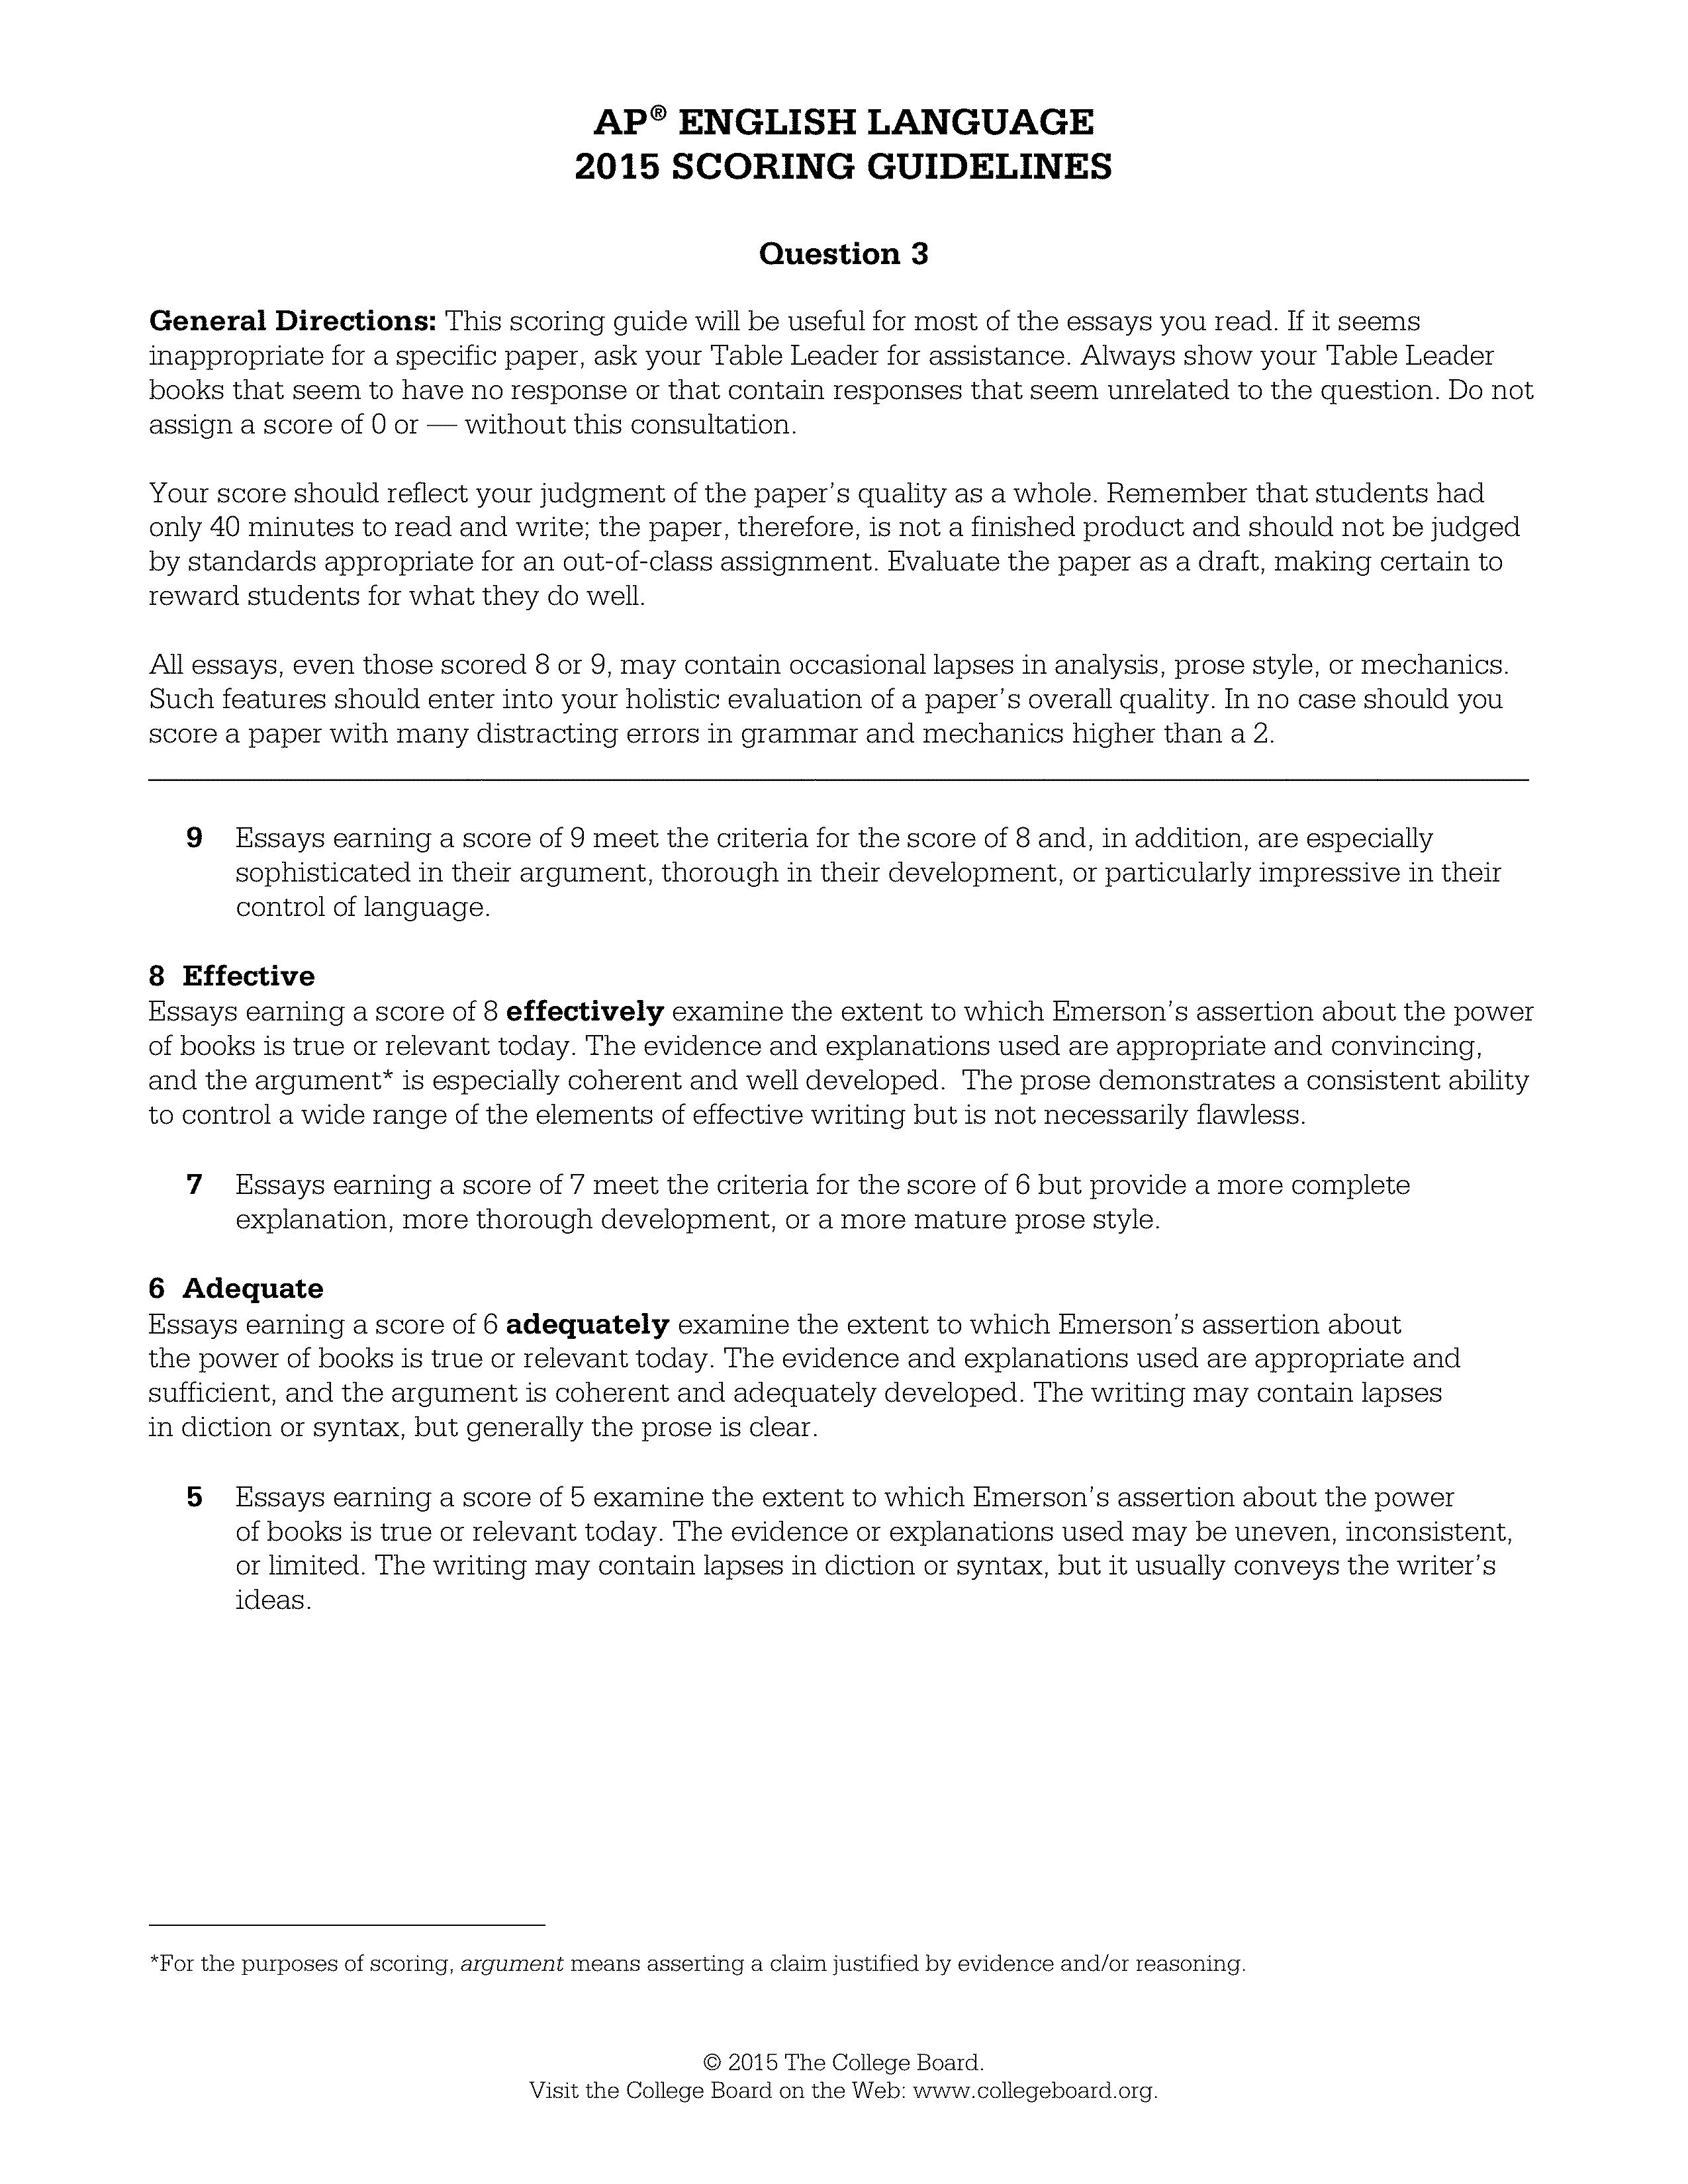 AP® ENGLISH LANGUAGE
2015 SCORING GUIDELINES
Question 3
General Directions: This scoring guide will be useful for most of the essays you read. If it seems
inappropriate for a specific paper, ask your Table Leader for assistance. Always show your Table Leader
books that seem to have no response or that contain responses that seem unrelated to the question. Do not
assign a score of 0 or — without this consultation.
Your score should reflect your judgment of the paper's quality as a whole. Remember that students had
only 40 minutes to read and write; the paper, therefore, is not a finished product and should not be judged
by standards appropriate for an out-of-class assignment. Evaluate the paper as a draft, making certain to
reward students for what they do well.
All essays, even those scored 8 or 9, may contain occasional lapses in analysis, prose style, or mechanics.
Such features should enter into your holistic evaluation of a paper's overall quality. In no case should you
score a paper with many distracting errors in grammar and mechanics higher than a 2.
9 Essays earning a score of 9 meet the criteria for the score of 8 and, in addition, are especially
sophisticated in their argument, thorough in their development, or particularly impressive in their
control of language.
8 Effective
Essays earning a score of 8 effectively examine the extent to which Emerson's assertion about the power
of books is true or relevant today. The evidence and explanations used are appropriate and convincing,
and the argument* is especially coherent and well developed. The prose demonstrates a consistent ability
to control a wide range of the elements of effective writing but is not necessarily flawless.
7 Essays earning a score of 7 meet the criteria for the score of 6 but provide a more complete
explanation, more thorough development, or a more mature prose style.
6 Adequate
Essays earning a score of 6 adequately examine the extent to which Emerson's assertion about
the power of books is true or relevant today. The evidence and explanations used are appropriate and
sufficient, and the argument is coherent and adequately developed. The writing may contain lapses
in diction or syntax, but generally the prose is clear.
5 Essays earning a score of 5 examine the extent to which Emerson's assertion about the power
of books is true or relevant today. The evidence or explanations used may be uneven, inconsistent,
or limited. The writing may contain lapses in diction or syntax, but it usually conveys the writer's
ideas.
*For the purposes of scoring, argument means asserting a claim justified by evidence and/or reasoning.
© 2015 The College Board.
Visit the College Board on the Web: www.collegeboard.org.